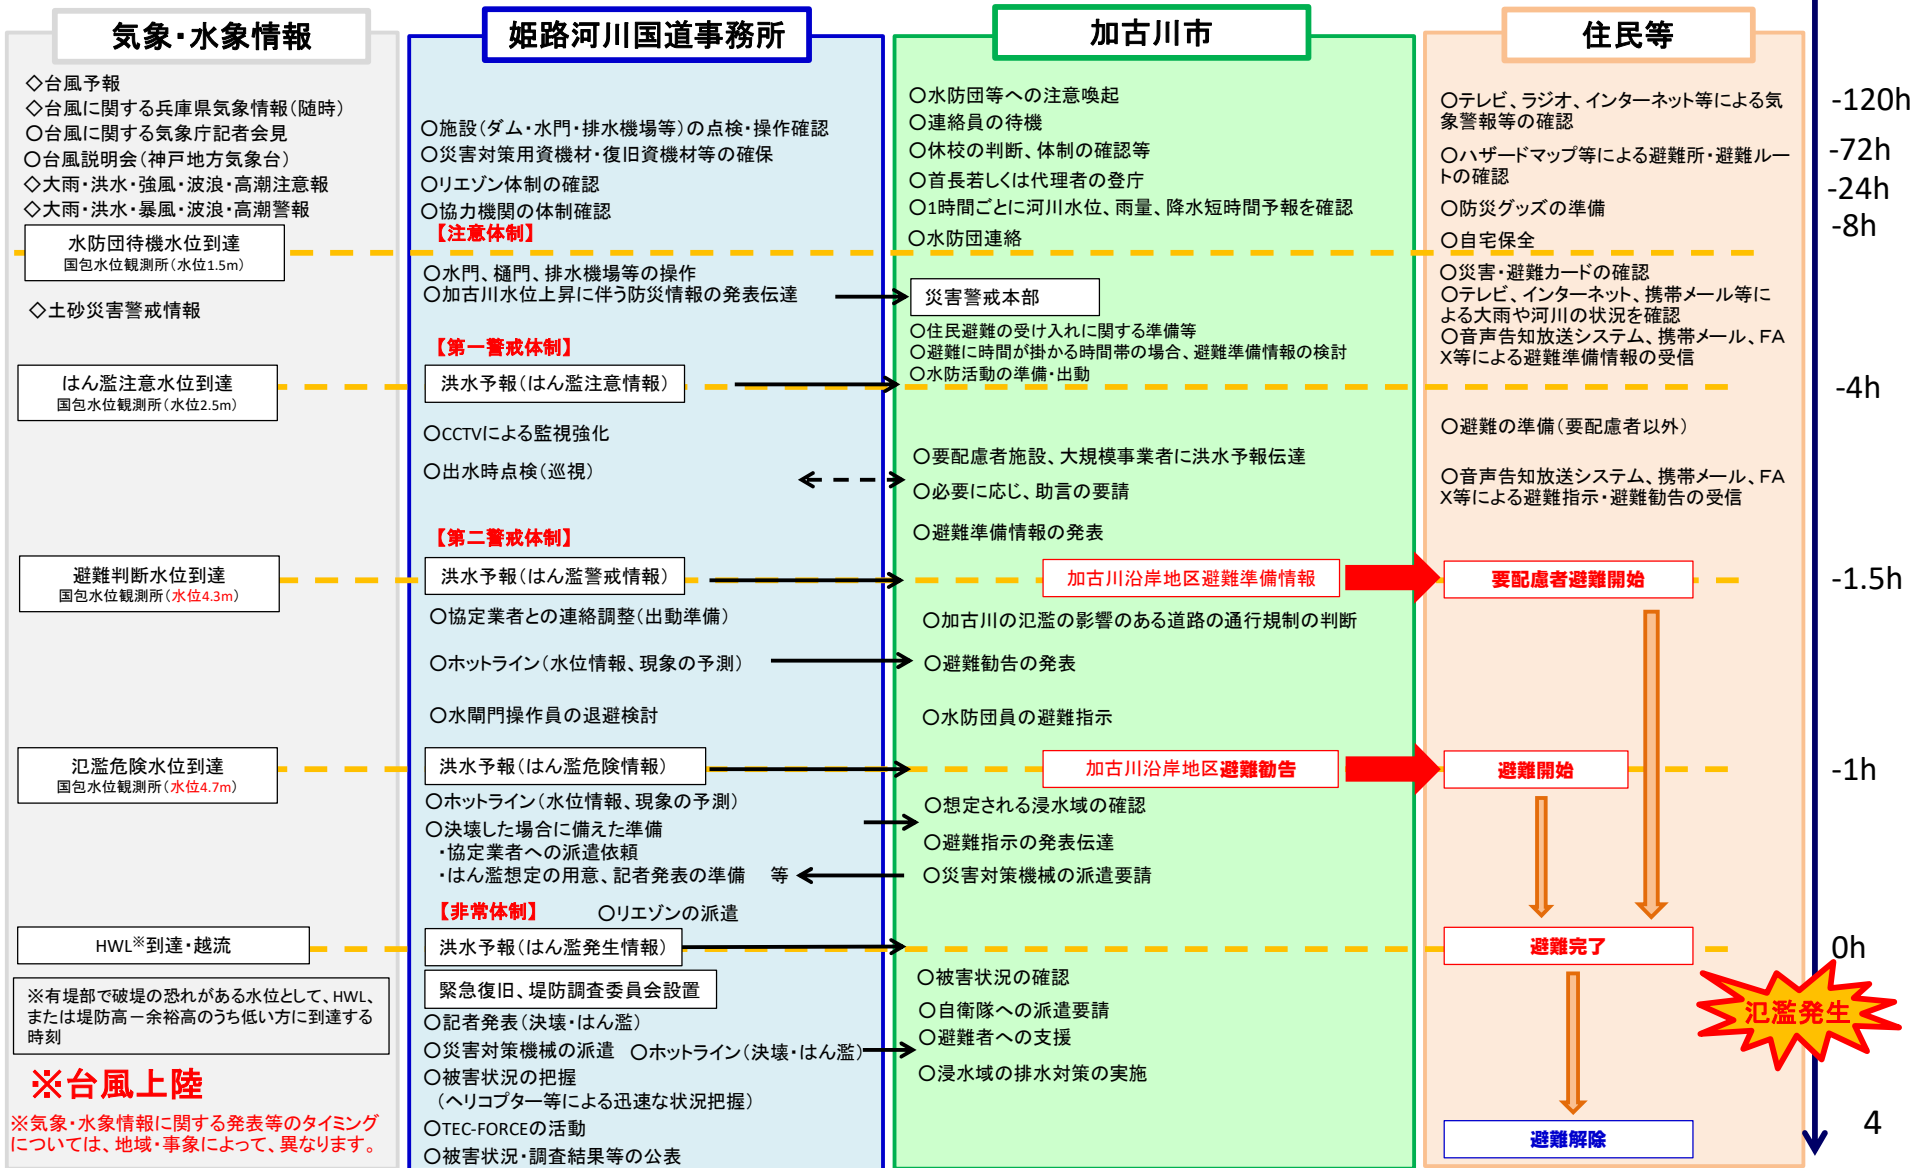 気象・水象情報
◇台風予報
◇台風に関する兵庫県気象情報(随時)
○台風に関する気象庁記者会見
○台風説明会(神戸地方気象台)
◇大雨・洪水・強風・波浪・高潮注意報
◇大雨・洪水・暴風・波浪・高潮警報
水防団待機水位到達
国包水位観測所(水位1.5m)
◇土砂災害警戒情報
はん濫注意水位到達
国包水位観測所(水位2.5m)
避難判断水位到達
国包水位観測所(水位4.3m)
氾濫危険水位到達
国包水位観測所(水位4.7m)
HWL※到達・越流
※有堤部で破堤の恐れがある水位として、HWL、
または堤防高－余裕高のうち低い方に到達する
時刻
※台風上陸
※気象・水象情報に関する発表等のタイミング
については、地域・事象によって、異なります。
姫路河川国道事務所
○施設(ダム・水門・排水機場等)の点検・操作確認
○災害対策用資機材・復旧資機材等の確保
○リエゾン体制の確認
○協力機関の体制確認
【注意体制】
○水門、樋門、排水機場等の操作
○加古川水位上昇に伴う防災情報の発表伝達
【第一警戒体制】
洪水予報(はん濫注意情報)
○CCTVによる監視強化
○出水時点検(巡視)
【第二警戒体制】
洪水予報(はん濫警戒情報)
○協定業者との連絡調整(出動準備)
○ホットライン(水位情報、現象の予測)
○水閘門操作員の退避検討
洪水予報(はん濫危険情報)
○ホットライン(水位情報、現象の予測)
○決壊した場合に備えた準備
・協定業者への派遣依頼
・はん濫想定の用意、記者発表の準備 等
【非常体制】 ○リエゾンの派遣
洪水予報(はん濫発生情報)
緊急復旧、堤防調査委員会設置
○記者発表(決壊・はん濫)
○災害対策機械の派遣 ○ホットライン(決壊・はん濫)
○被害状況の把握
(ヘリコプター等による迅速な状況把握)
○TEC-FORCEの活動
○被害状況・調査結果等の公表
加古川市
○水防団等への注意喚起
○連絡員の待機
○休校の判断、体制の確認等
○首長若しくは代理者の登庁
○1時間ごとに河川水位、雨量、降水短時間予報を確認
○水防団連絡
災害警戒本部
○住民避難の受け入れに関する準備等
○避難に時間が掛かる時間帯の場合、避難準備情報の検討
○水防活動の準備・出動
○要配慮者施設、大規模事業者に洪水予報伝達
○必要に応じ、助言の要請
○避難準備情報の発表
加古川沿岸地区避難準備情報
○加古川の氾濫の影響のある道路の通行規制の判断
○避難勧告の発表
○水防団員の避難指示
加古川沿岸地区避難勧告
○想定される浸水域の確認
○避難指示の発表伝達
○災害対策機械の派遣要請
○被害状況の確認
○自衛隊への派遣要請
○避難者への支援
○浸水域の排水対策の実施
住民等
○テレビ、ラジオ、インターネット等による気
象警報等の確認
○ハザードマップ等による避難所・避難ルー
トの確認
○防災グッズの準備
○自宅保全
○災害・避難カードの確認
○テレビ、インターネット、携帯メール等に
よる大雨や河川の状況を確認
○音声告知放送システム、携帯メール、FA
X等による避難準備情報の受信
○避難の準備(要配慮者以外)
○音声告知放送システム、携帯メール、FA
X等による避難指示・避難勧告の受信
要配慮者避難開始
避難開始
避難完了
避難解除
-120h
-72h
-24h
-8h
-4h
-1.5h
-1h
0h
氾濫発生
4